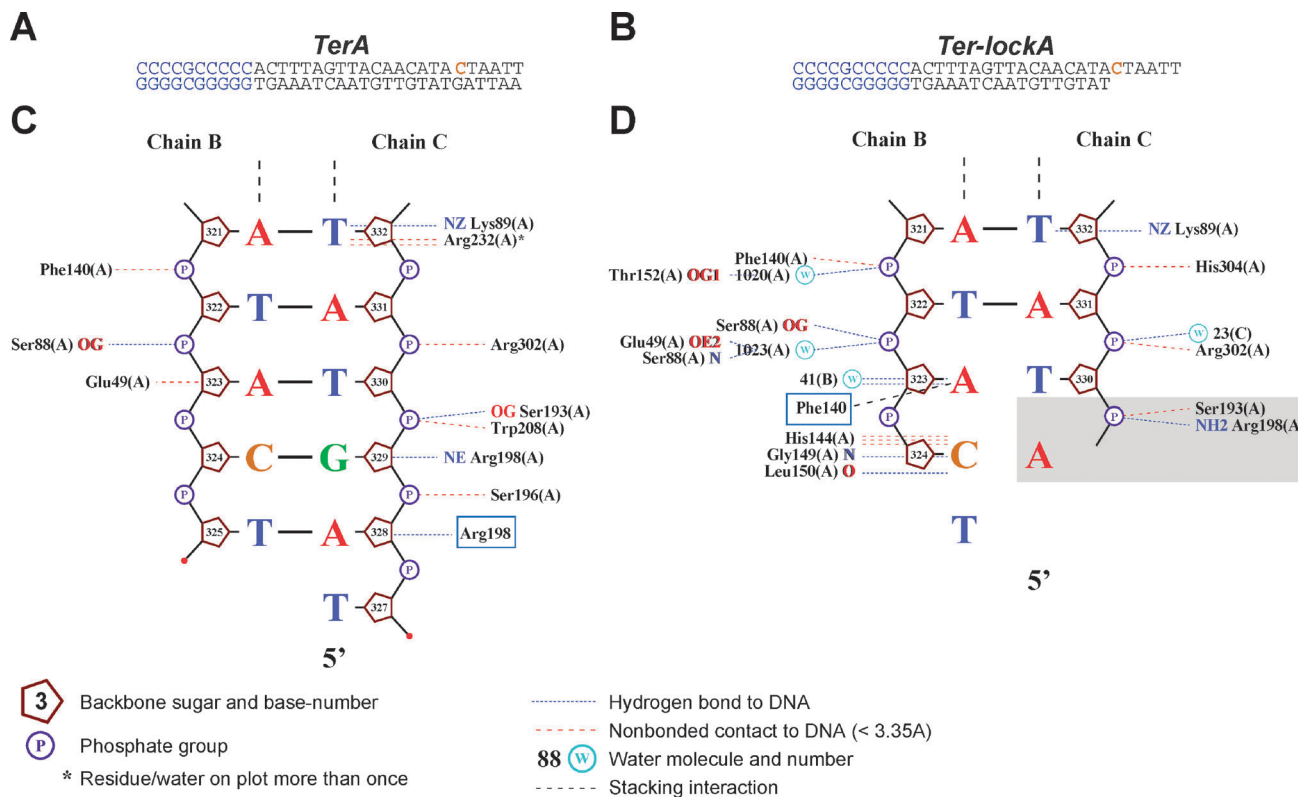 A
TerA
CCCCGCCCCCACTTTAGTTACAACATACTAATT
GGGGCGGGGGTGAAATCAATGTTGTATGATTAA
B
Ter-lockA
CCCCGCCCCCACTTTAGTTACAACATACTAATT
GGGGCGGGGGTGAAATCAATGTTGTAT
C
Chain B
Chain C
321 A T 332
NZ Lys89(A)
Arg232(A)*
Phe140(A)
P P
322 T A 331
Ser88(A) OG
P P
Arg302(A)
Glu49(A)
323 A T 330
P P
OG Ser193(A)
Trp208(A)
324 C G 329
NE Arg198(A)
P P
Ser196(A)
325 T A 328
Arg198
P
T 327
5’
D
Chain B
Chain C
321 A T 332
NZ Lys89(A)
Phe140(A)
Thr152(A) OG1 1020(A) W
P P
His304(A)
322 T A 331
Ser88(A) OG
Glu49(A) OE2
Ser88(A) N
1023(A) W
P P
W 23(C)
Arg302(A)
41(B) W
323 A T 330
Phe140
P P
Ser193(A)
NH2 Arg198(A
His144(A)
Gly149(A) N
Leu150(A) O
324 C A
T
5’
3 Backbone sugar and base-number
P Phosphate group
* Residue/water on plot more than once
Hydrogen bond to DNA
Nonbonded contact to DNA (< 3.35A)
88 W Water molecule and number
Stacking interaction